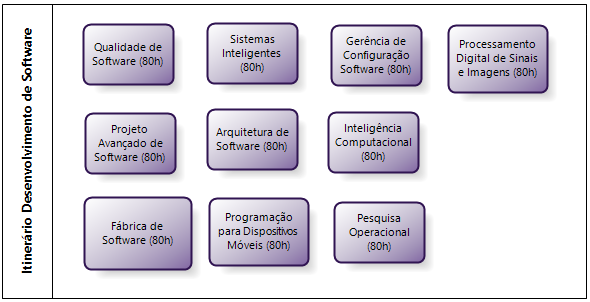 Itinerário Desenvolvimento de Software
Qualidade de
Software (80h)
Sistemas
Inteligentes (80h)
Gerência de
Configuração
Software (80h)
Processamento
Digital de Sinais
e Imagens (80h)
Projeto
Avançado de
Software (80h)
Arquitetura de
Software (80h)
Inteligência
Computacional
(80h)
Fábrica de
Software (80h)
Programação
para Dispositivos
Móveis (80h)
Pesquisa
Operacional
(80h)